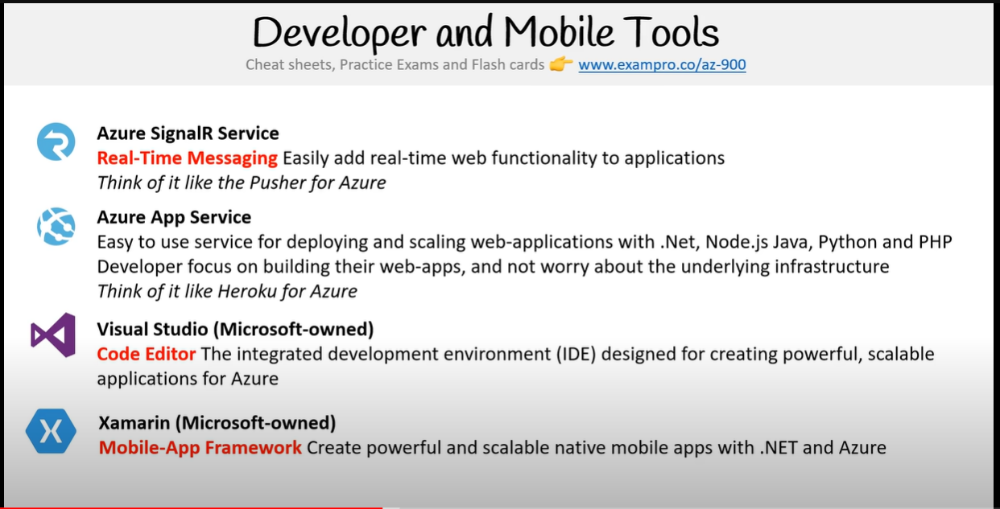 Developer and Mobile Tools
Cheat sheets, Practice Exams and Flash cards 👉 www.exampro.co/az-900
Azure SignalR Service
Real-Time Messaging Easily add real-time web functionality to applications
Think of it like the Pusher for Azure
Azure App Service
Easy to use service for deploying and scaling web-applications with .Net, Node.js Java, Python and PHP
Developer focus on building their web-apps, and not worry about the underlying infrastructure
Think of it like Heroku for Azure
Visual Studio (Microsoft-owned)
Code Editor The integrated development environment (IDE) designed for creating powerful, scalable
applications for Azure
Xamarin (Microsoft-owned)
Mobile-App Framework Create powerful and scalable native mobile apps with .NET and Azure